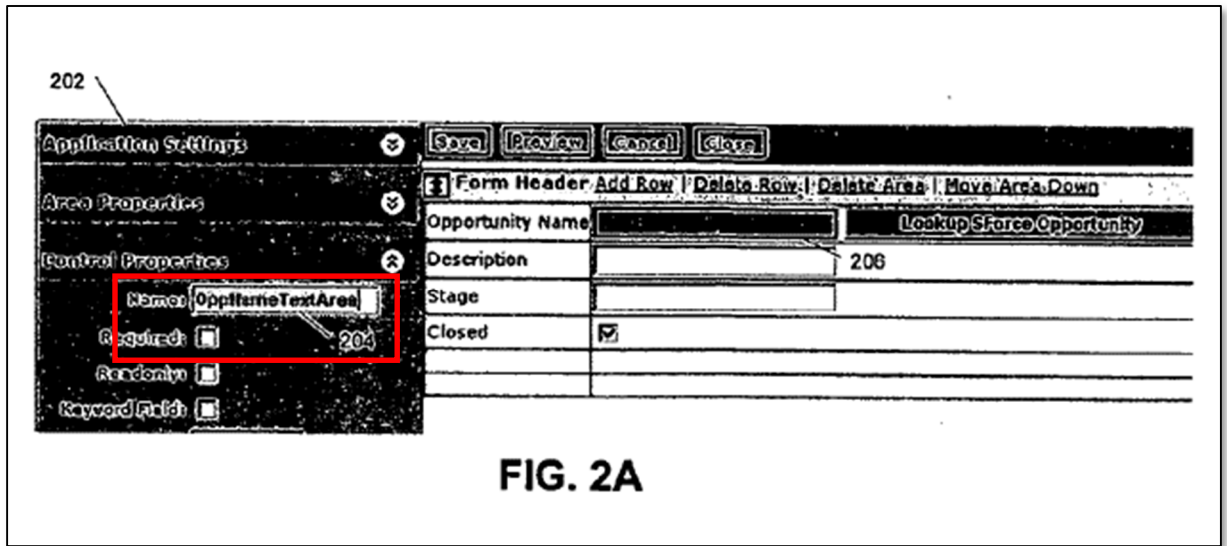 202
Application Settings
Save Preview Cancel Close
Form Header Add Row | Delete Row | Delete Area | Move Area Down
Area Properties
Opportunity Name Lookup SForce Opportunity
Control Properties
Description
206
Name: OppNameTextArea
Stage
Required:
204
Closed
Readonly:
Keyword Field:
FIG. 2A